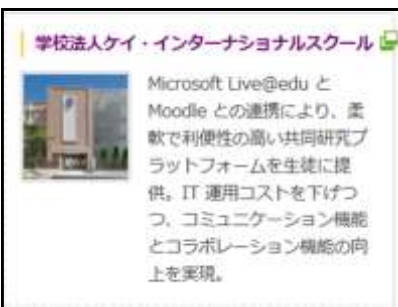 学校法人ケイ・インターナショナルスクール
Microsoft Live@edu と
Moodle との連携により、柔
軟で利便性の高い共同研究プ
ラットフォームを生徒に提
供。IT 運用コストを下げつ
つ、コミュニケーション機能
とコラボレーション機能の向
上を実現。